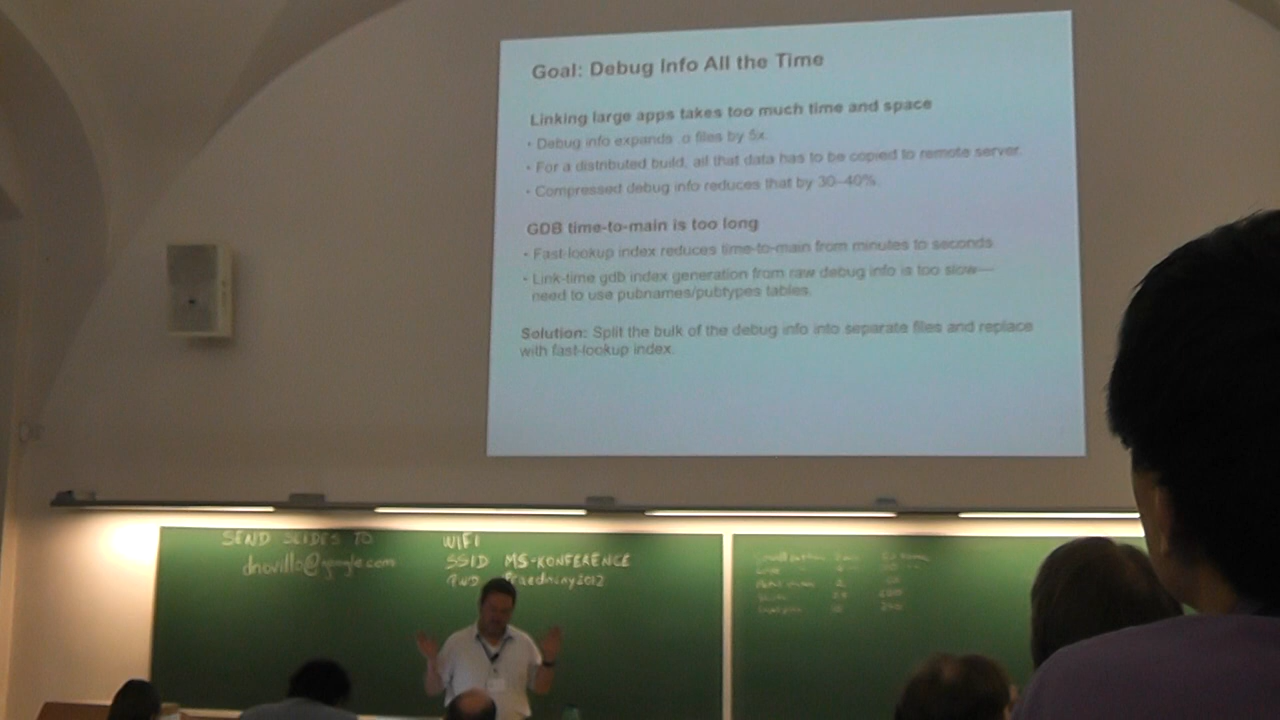 Goal: Debug Info All the Time
Linking large apps takes too much time and space
• Debug info expands .o files by 5x.
• For a distributed build, all that data has to be copied to remote server.
• Compressed debug info reduces that by 30–40%.
GDB time-to-main is too long
• Fast-lookup index reduces time-to-main from minutes to seconds.
• Link-time gdb index generation from raw debug info is too slow—
need to use pubnames/pubtypes tables.
Solution: Split the bulk of the debug info into separate files and replace
with fast-lookup index.
SEND SLIDES TO
dnovillo@google.com
WIFI
SSID MS-KONFERENCE
PWD